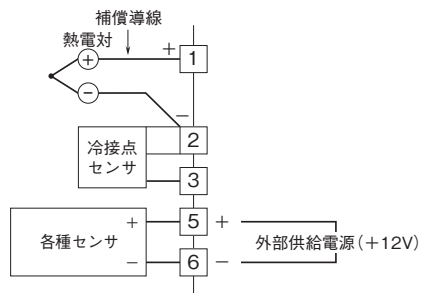 補償導線
熱電対
+ + 1
−
− 2
冷接点
センサ
3
+ 5 +
各種センサ 外部供給電源(+12V)
− 6 −